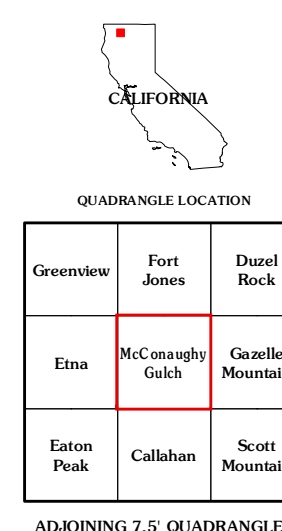 CALIFORNIA
QUADRANGLE LOCATION
Greenview
Fort
Jones
Duzel
Rock
Etna
McConaughy
Gulch
Gazelle
Mountai
Eaton
Peak
Callahan
Scott
Mountai
ADJOINING 7.5' QUADRANGLE